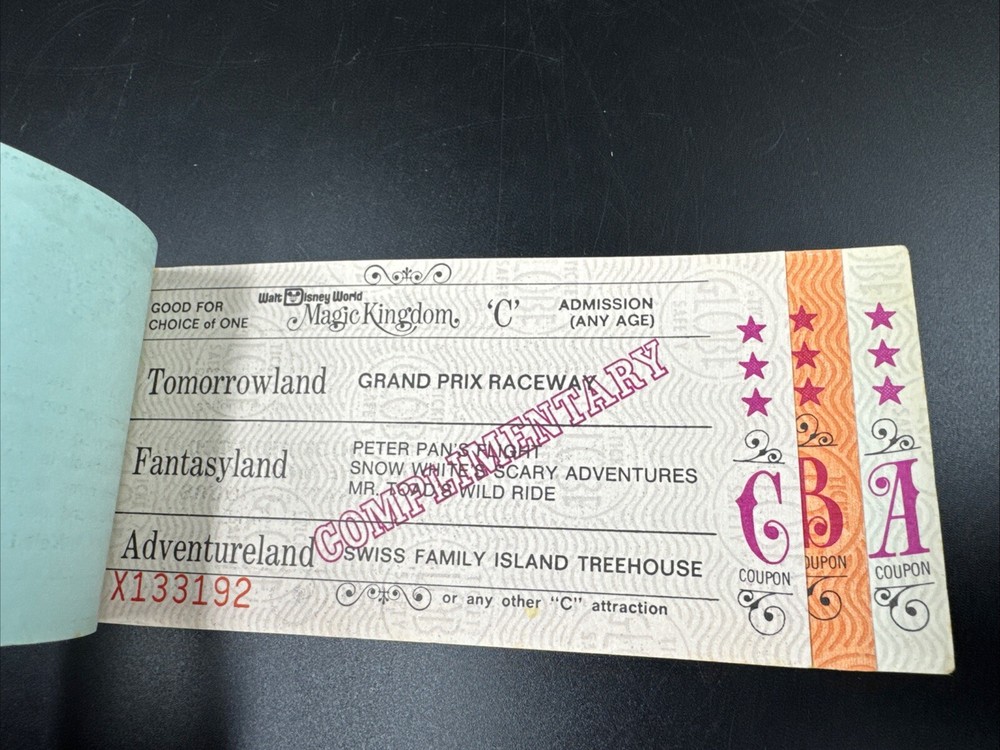 GOOD FOR
CHOICE of ONE
Walt Disney World
Magic Kingdom
'C'
ADMISSION
(ANY AGE)
Tomorrowland GRAND PRIX RACEWAY
Fantasyland
PETER PAN'S FLIGHT
SNOW WHITE'S SCARY ADVENTURES
MR. TOAD'S WILD RIDE
Adventureland SWISS FAMILY ISLAND TREEHOUSE
COMPLIMENTARY
X133192
or any other "C" attraction
C
COUPON
B
OUPON
A
COUPON